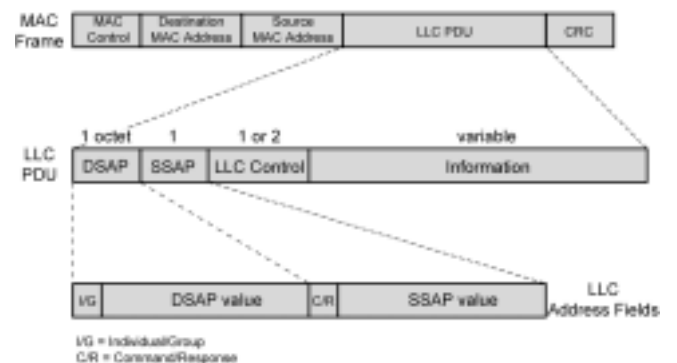 MAC Frame
MAC Control
Destination MAC Address
Source MAC Address
LLC PDU
CRC
1 octet 1 1 or 2 variable
LLC PDU
DSAP SSAP LLC Control Information
I/G DSAP value C/R SSAP value
LLC Address Fields
I/G = Individual/Group
C/R = Command/Response